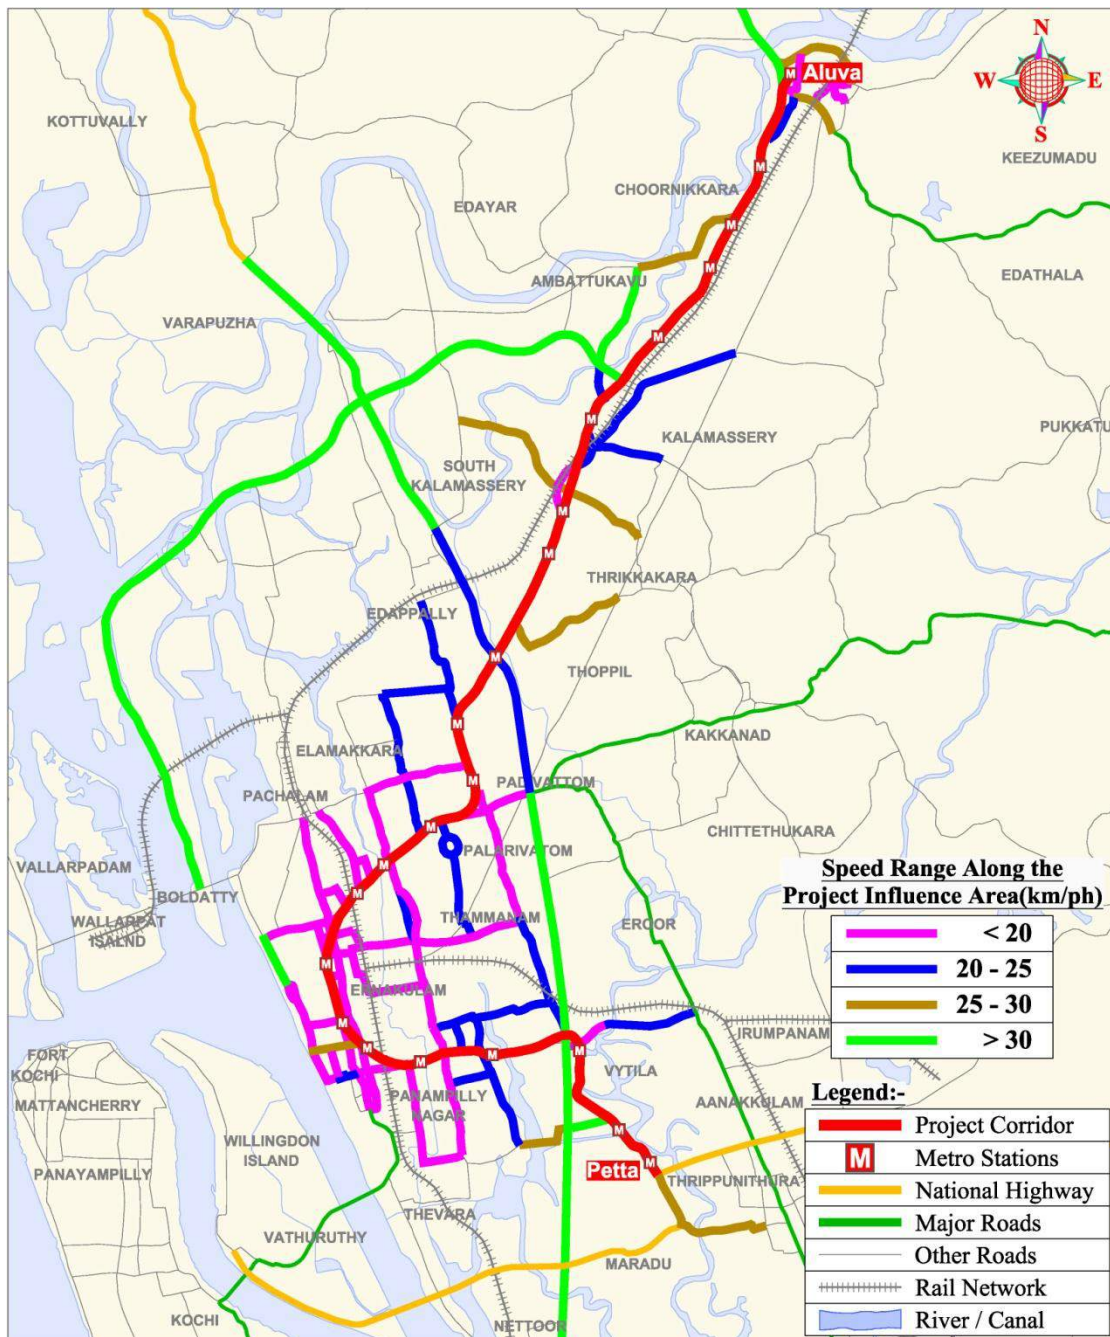 N
W
E
S
M
Aluva
KOTTUVALLY
KEEZUMADU
M
CHOORNIKKARA
EDAYAR
M
M
EDATHALA
AMBATTUKAVU
VARAPUZHA
M
M
PUKKATU
KALAMASSERY
SOUTH
KALAMASSERY
M
M
THRIKKAKARA
EDAPPALLY
M
THOPPIL
M
KAKKANAD
ELAMAKKARA
M
PADIVATTOM
PACHALAM
M
CHITTETHUKARA
PALARIVATOM
VALLARPADAM
M
BOLDATTY
M
WALLARPAT
ISALND
THAMMANAM
EROOR
M
ERNAKULAM
M
IRUMPANAM
M
M
M
M
FORT
KOCHI
VYTILA
MATTANCHERRY
PANAMPILLY
NAGAR
AANAKKULAM
M
WILLINGDON
ISLAND
PANAYAMPILLY
Petta
M
THRIPPUNITHURA
THEVARA
VATHURUTHY
MARADU
KOCHI
NETTOOR
Speed Range Along the
Project Influence Area(km/ph)
< 20
20 - 25
25 - 30
> 30
Legend:-
Project Corridor
M Metro Stations
National Highway
Major Roads
Other Roads
Rail Network
River / Canal